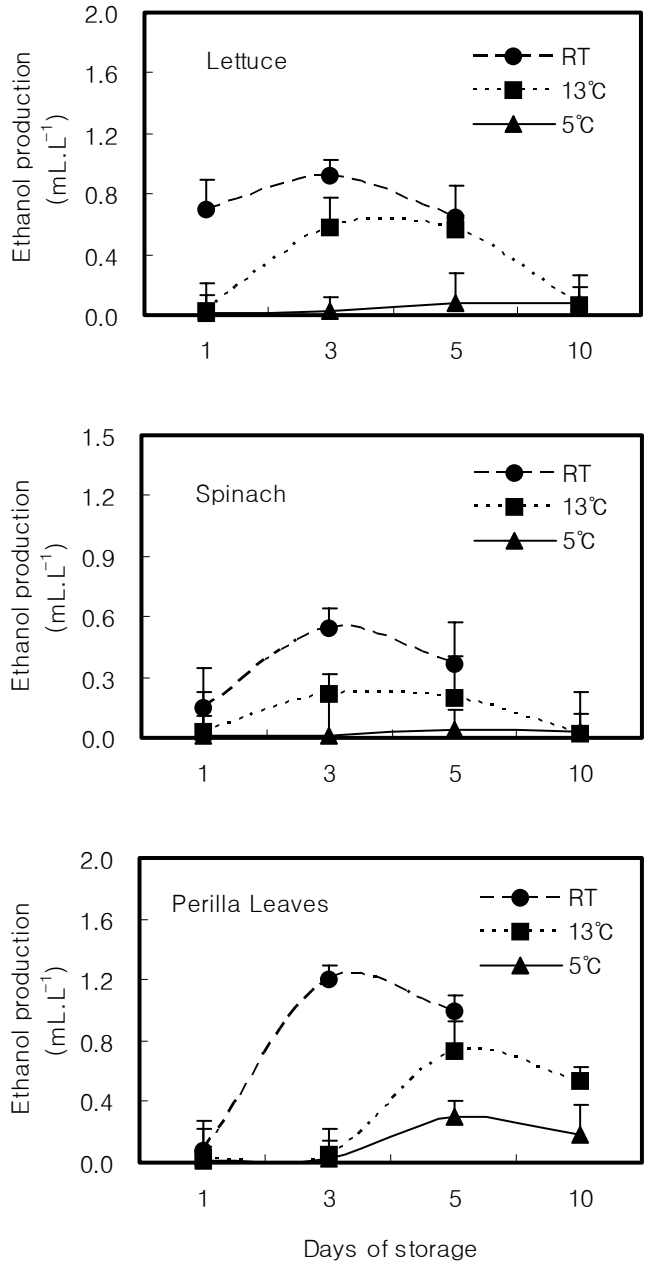 2.0
Lettuce
RT
1.6
13℃
1.2
5℃
0.8
0.4
0.0
Ethanol production
(mL.L⁻¹)
1 3 5 10
1.5
Spinach
RT
1.2
13℃
0.9
5℃
0.6
0.3
0.0
Ethanol production
(mL.L⁻¹)
1 3 5 10
2.0
Perilla Leaves
RT
1.6
13℃
1.2
5℃
0.8
0.4
0.0
Ethanol production
(mL.L⁻¹)
1 3 5 10
Days of storage